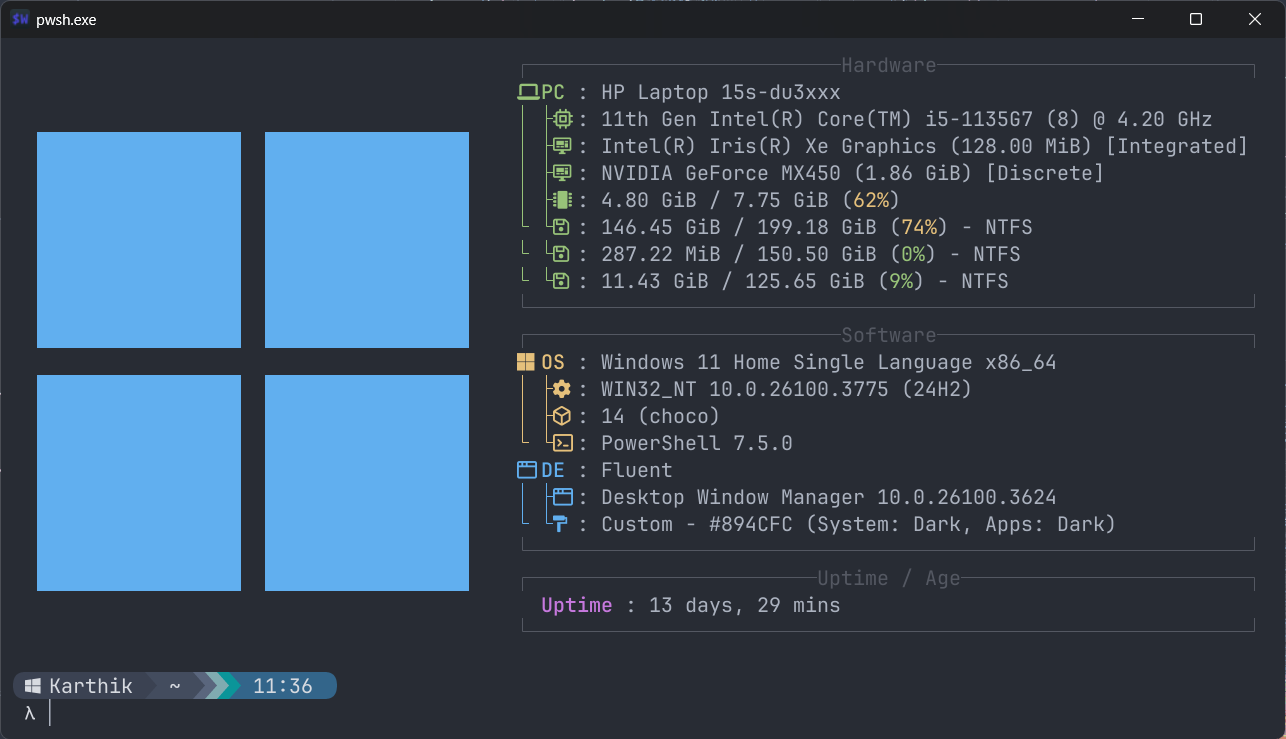 pwsh.exe
Hardware
PC : HP Laptop 15s-du3xxx
: 11th Gen Intel(R) Core(TM) i5-1135G7 (8) @ 4.20 GHz
: Intel(R) Iris(R) Xe Graphics (128.00 MiB) [Integrated]
: NVIDIA GeForce MX450 (1.86 GiB) [Discrete]
: 4.80 GiB / 7.75 GiB (62%)
: 146.45 GiB / 199.18 GiB (74%) - NTFS
: 287.22 MiB / 150.50 GiB (0%) - NTFS
: 11.43 GiB / 125.65 GiB (9%) - NTFS
Software
OS : Windows 11 Home Single Language x86_64
: WIN32_NT 10.0.26100.3775 (24H2)
: 14 (choco)
: PowerShell 7.5.0
DE : Fluent
: Desktop Window Manager 10.0.26100.3624
: Custom - #894CFC (System: Dark, Apps: Dark)
Uptime / Age
Uptime : 13 days, 29 mins
Karthik ~ 11:36
λ